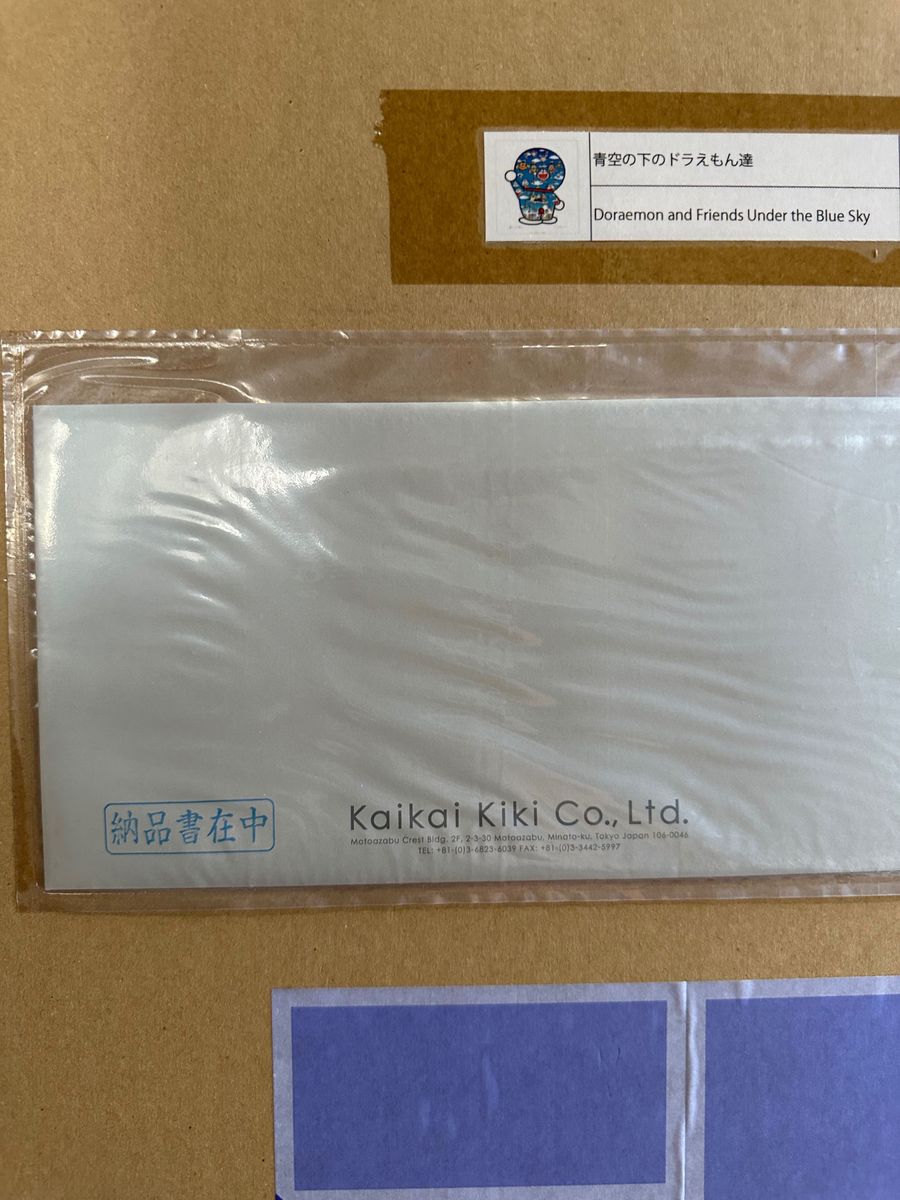 青空の下のドラえもん達
Doraemon and Friends Under the Blue Sky
納品書在中
Kaikai Kiki Co., Ltd.
Motoazabu Crest Bldg. 2F, 2-3-30 Motoazabu, Minato-ku, Tokyo Japan 106-0046
TEL: +81-(0)3-6823-6039 FAX: +81-(0)3-3442-5997